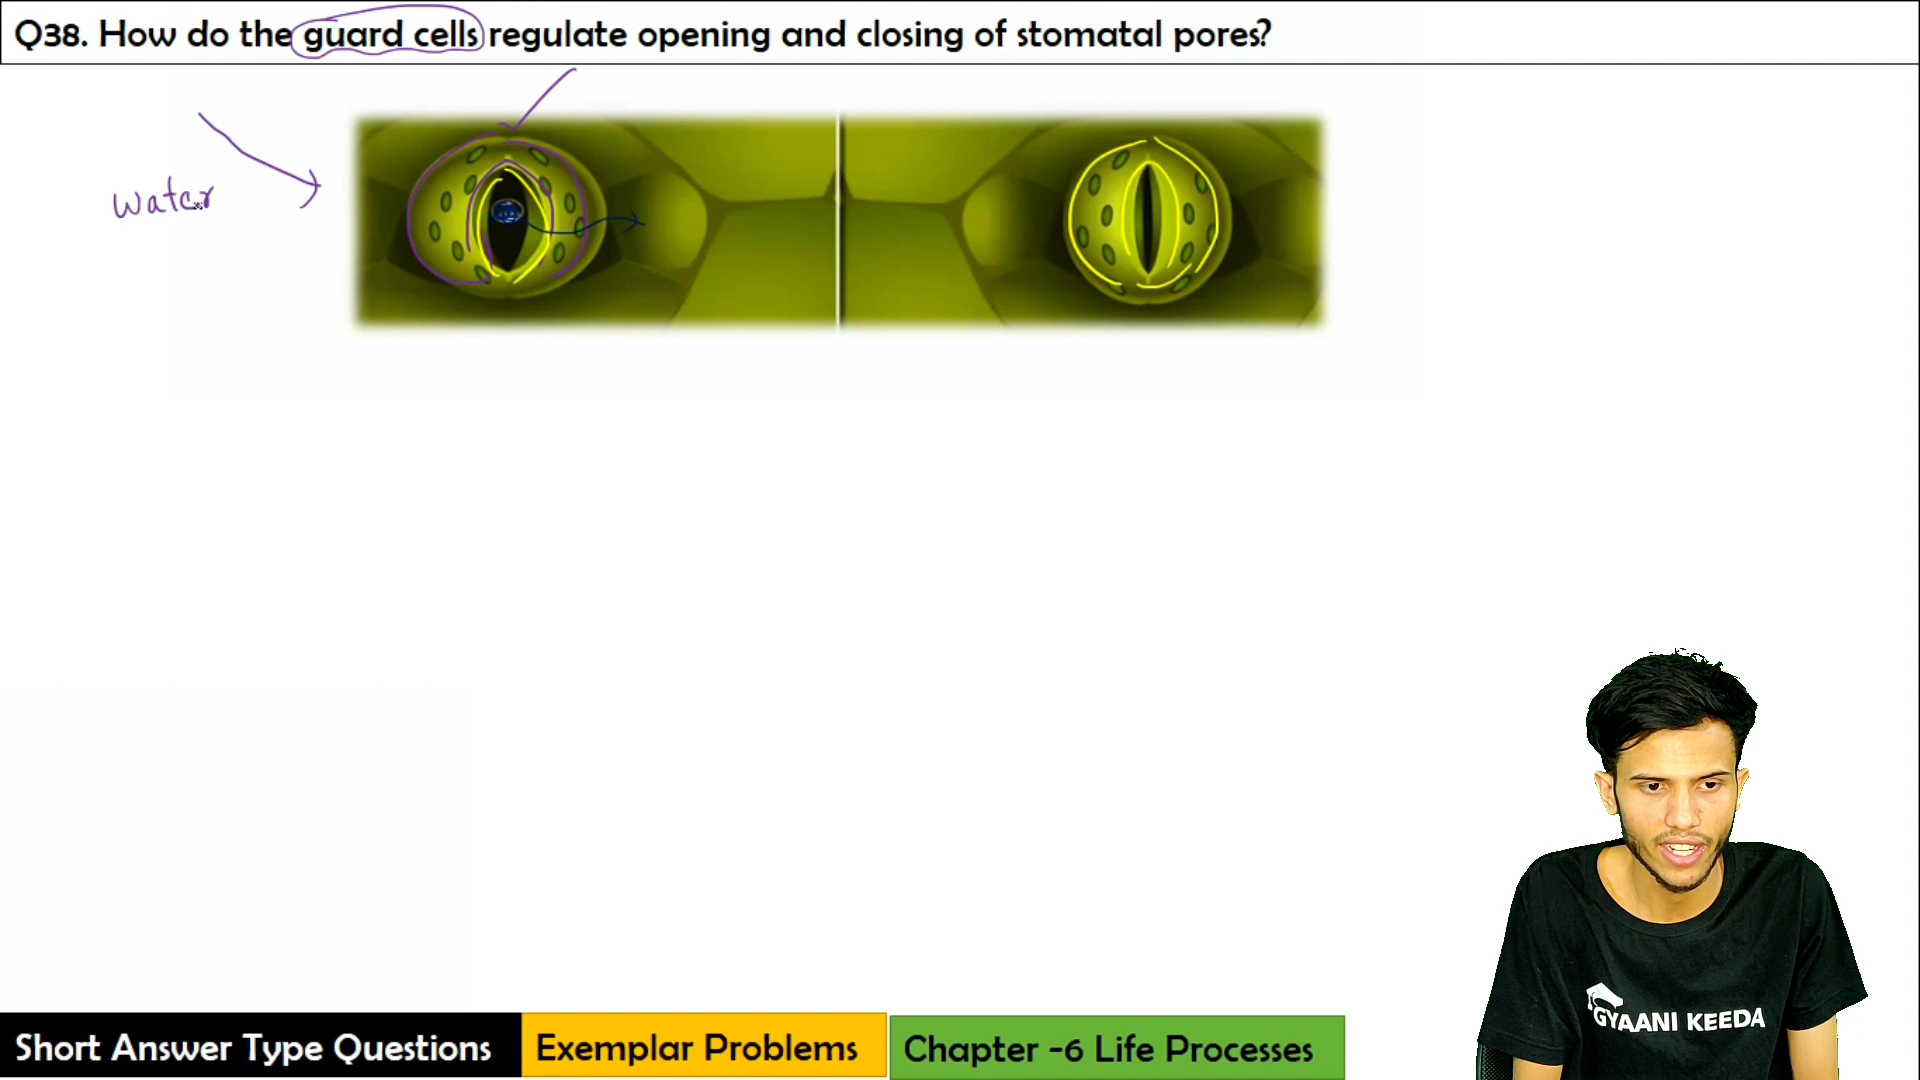 Q38. How do the guard cells regulate opening and closing of stomatal pores?
water
GYAANI KEEDA
Short Answer Type Questions
Exemplar Problems
Chapter -6 Life Processes